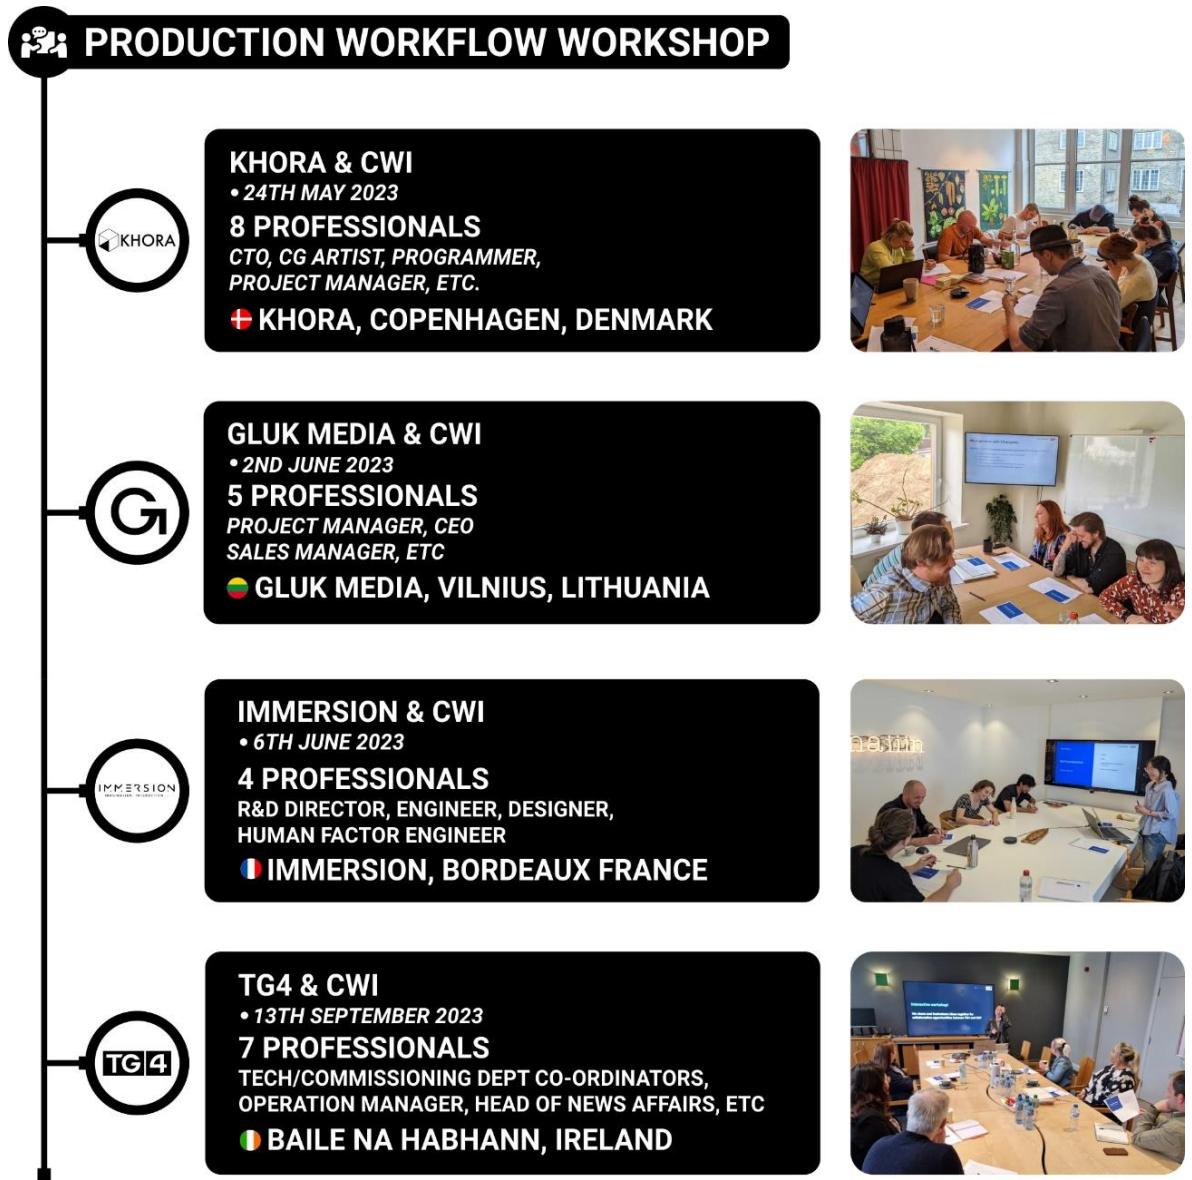 PRODUCTION WORKFLOW WORKSHOP
KHORA
KHORA & CWI
• 24TH MAY 2023
8 PROFESSIONALS
CTO, CG ARTIST, PROGRAMMER,
PROJECT MANAGER, ETC.
KHORA, COPENHAGEN, DENMARK
G
GLUK MEDIA & CWI
• 2ND JUNE 2023
5 PROFESSIONALS
PROJECT MANAGER, CEO
SALES MANAGER, ETC
GLUK MEDIA, VILNIUS, LITHUANIA
IMMERSION
IMMERSION & CWI
• 6TH JUNE 2023
4 PROFESSIONALS
R&D DIRECTOR, ENGINEER, DESIGNER,
HUMAN FACTOR ENGINEER
IMMERSION, BORDEAUX FRANCE
TG4
TG4 & CWI
• 13TH SEPTEMBER 2023
7 PROFESSIONALS
TECH/COMMISSIONING DEPT CO-ORDINATORS,
OPERATION MANAGER, HEAD OF NEWS AFFAIRS, ETC
BAILE NA HABHANN, IRELAND
Interactive workshop!